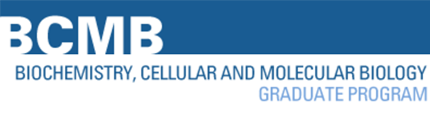 BCMB
BIOCHEMISTRY, CELLULAR AND MOLECULAR BIOLOGY
GRADUATE PROGRAM